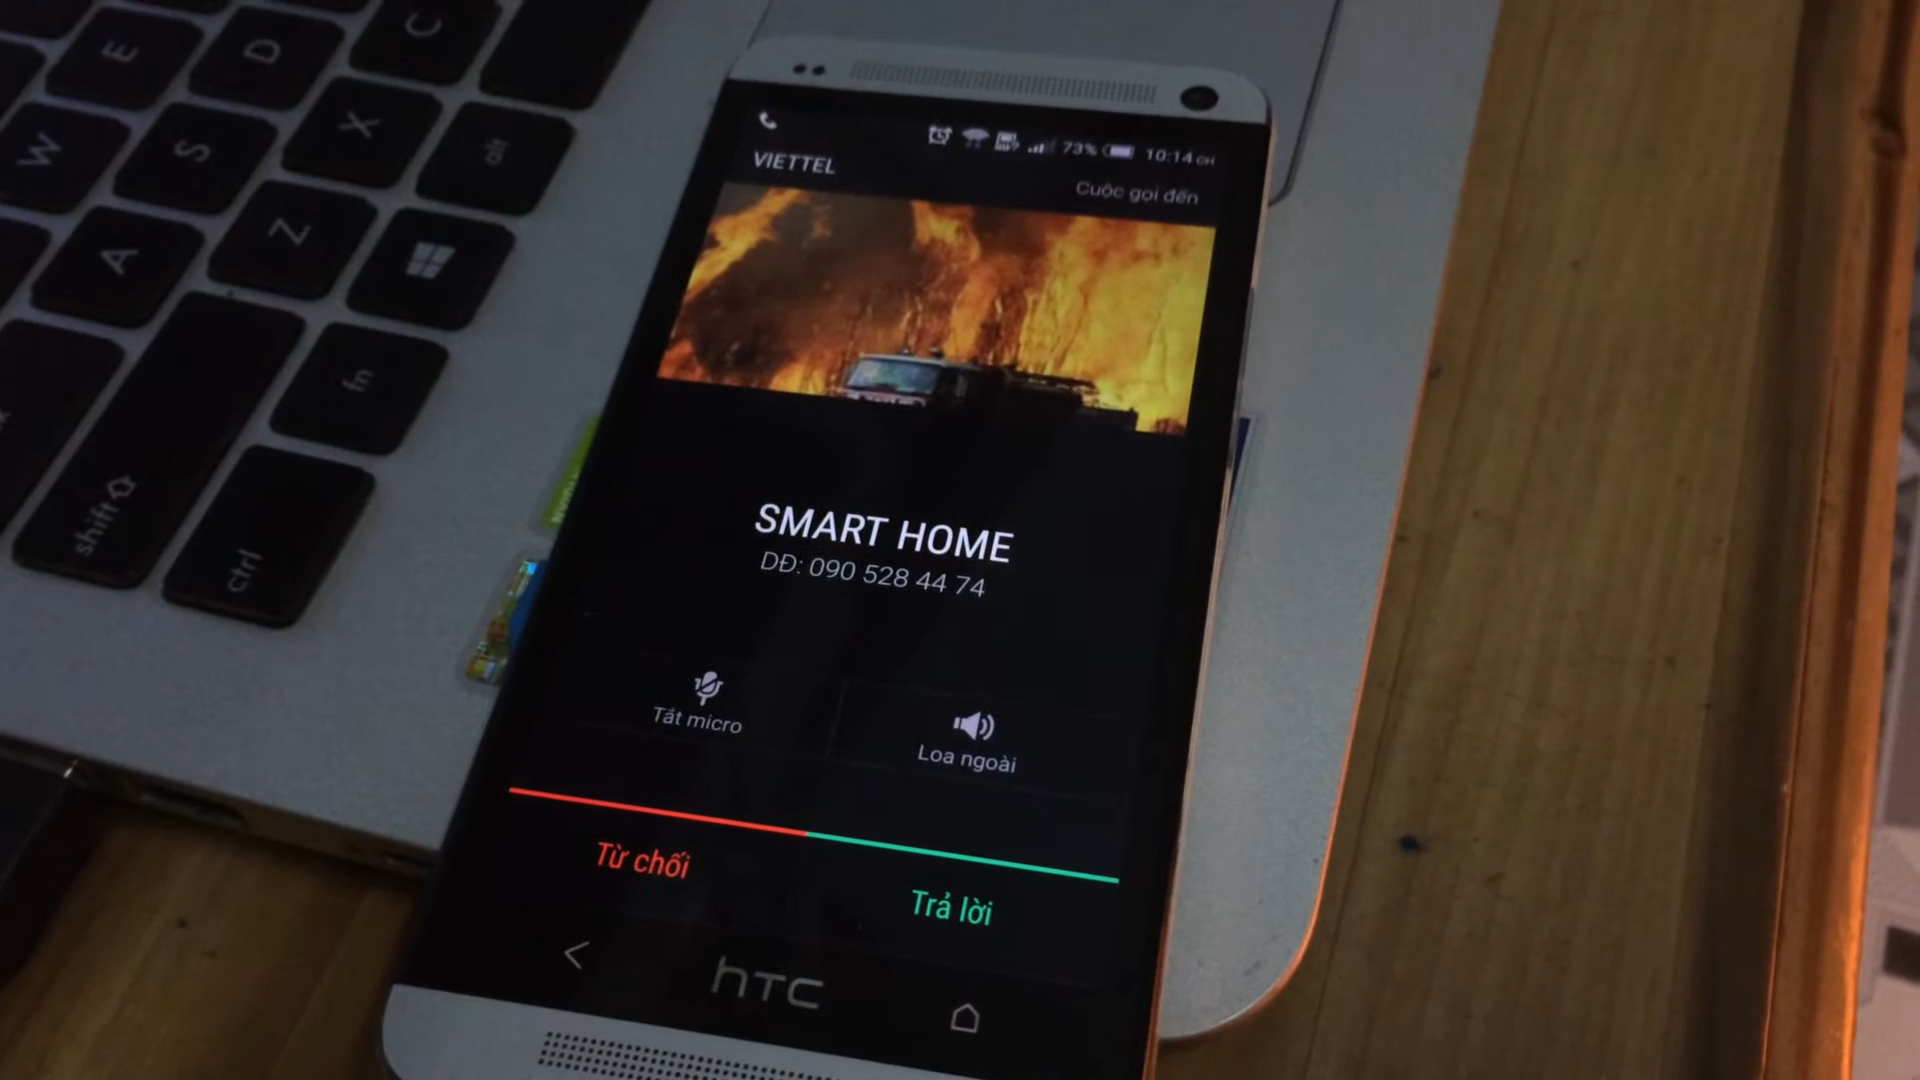 E
D
C
W
S
X
alt
A
Z
shift
fn
ctrl
73% 10:14 CH
VIETTEL
Cuộc gọi đến
SMART HOME
DĐ: 090 528 44 74
Tắt micro
Loa ngoài
Từ chối
Trả lời
hTC